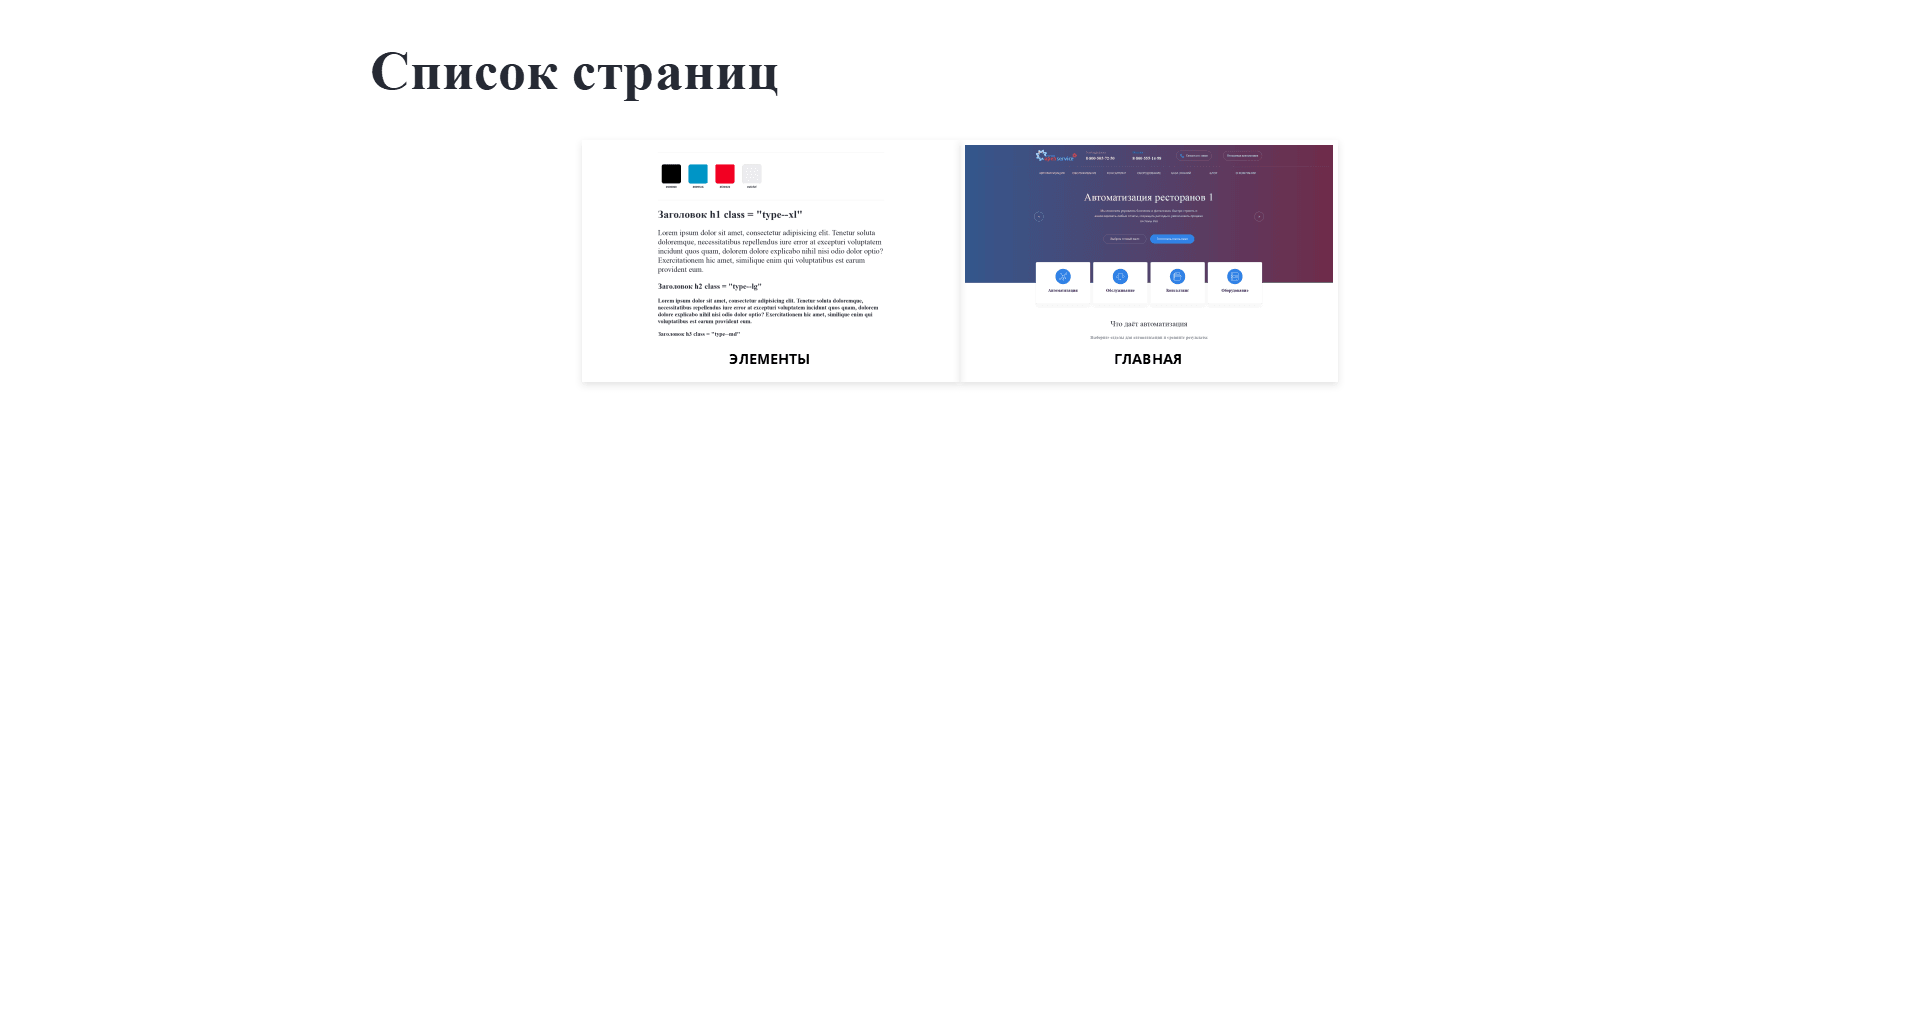 Список страниц
Заголовок h1 class = "type--xl"
Lorem ipsum dolor sit amet, consectetur adipisicing elit. Tenetur soluta
doloremque, necessitatibus repellendus iure error at excepturi voluptatem
incidunt quos quam, dolorem dolore explicabo nihil nisi odio dolor optio?
Exercitationem hic amet, similique enim qui voluptatibus est earum
provident eum.
Заголовок h2 class = "type--lg"
Lorem ipsum dolor sit amet, consectetur adipisicing elit. Tenetur soluta doloremque,
necessitatibus repellendus iure error at excepturi voluptatem incidunt quos quam, dolorem
dolore explicabo nihil nisi odio dolor optio? Exercitationem hic amet, similique enim qui
voluptatibus est earum provident eum.
Заголовок h3 class = "type--md"
ЭЛЕМЕНТЫ
Автоматизация ресторанов 1
Автоматизация
Обслуживание
Консалтинг
Оборудование
Что даёт автоматизация
ГЛАВНАЯ